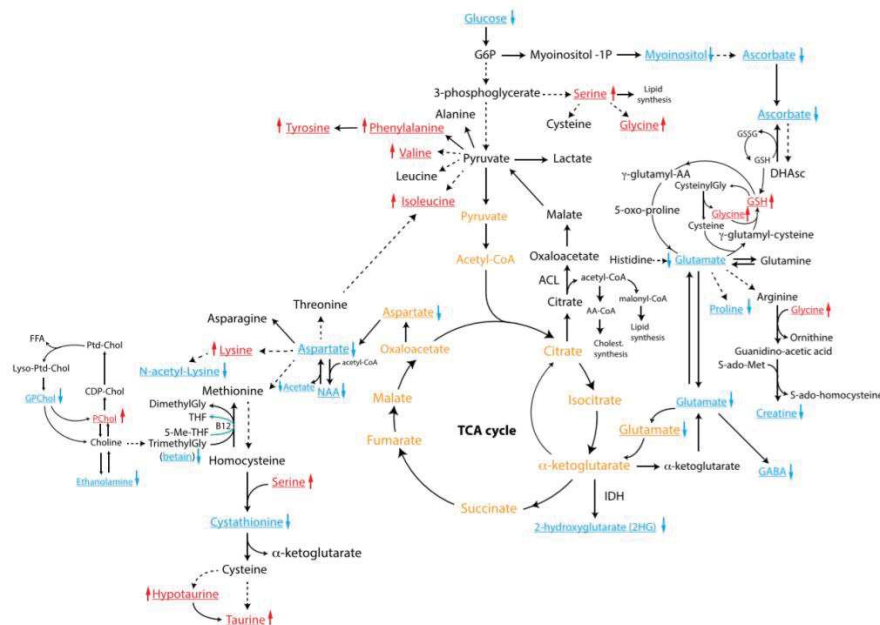 Glucose
G6P
Myoinositol -1P
Myoinositol
Ascorbate
3-phosphoglycerate
Serine
Lipid
synthesis
Cysteine
Glycine
Ascorbate
GSSG
GSH
DHAsc
Alanine
Tyrosine
Phenylalanine
Valine
Leucine
Isoleucine
Pyruvate
Lactate
γ-glutamyl-AA
CysteinylGly
Glycine
GSH
Cysteine
5-oxo-proline
γ-glutamyl-cysteine
Pyruvate
Malate
Acetyl-CoA
Oxaloacetate
ACL
acetyl-CoA
Citrate
malonyl-CoA
AA-CoA
Lipid
synthesis
Cholest.
synthesis
Histidine
Glutamate
Glutamine
Proline
Arginine
Glycine
Ornithine
Guanidino-acetic acid
S-ado-Met
S-ado-homocysteine
Creatine
Threonine
Asparagine
Aspartate
Lysine
Aspartate
acetyl-CoA
N-acetyl-Lysine
Acetate
NAA
Oxaloacetate
Citrate
Malate
Isocitrate
Fumarate
TCA cycle
Glutamate
Glutamate
α-ketoglutarate
α-ketoglutarate
GABA
Succinate
IDH
2-hydroxyglutarate (2HG)
FFA
Ptd-Chol
Lyso-Ptd-Chol
GPChol
CDP-Chol
PChol
Choline
Ethanolamine
Methionine
DimethylGly
THF
B12
5-Me-THF
TrimethylGly
(betain)
Homocysteine
Serine
Cystathionine
α-ketoglutarate
Cysteine
Hypotaurine
Taurine